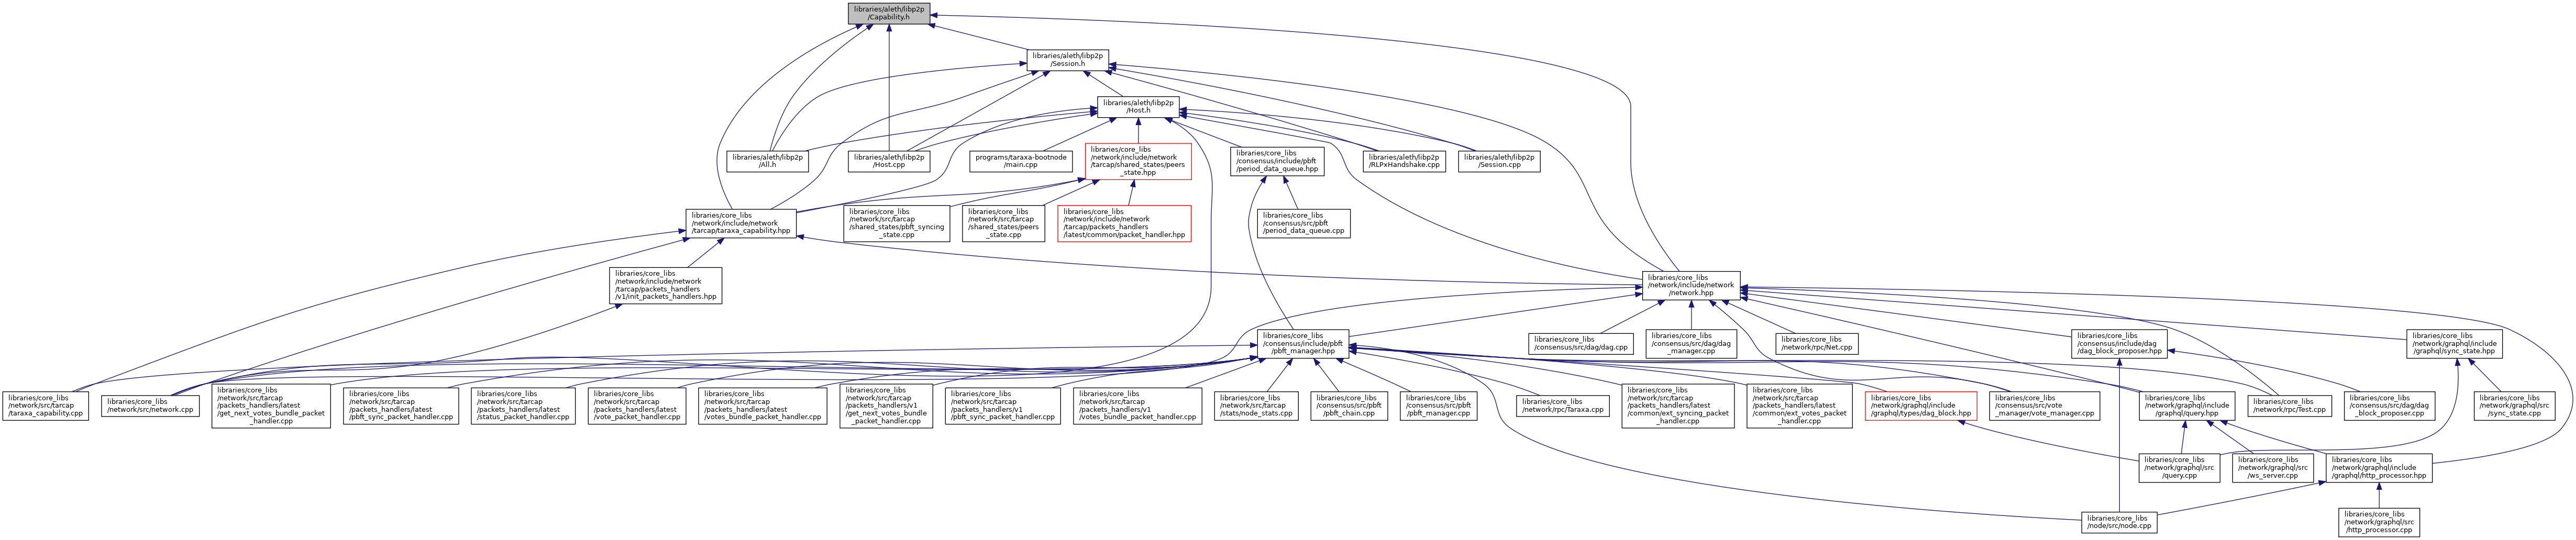 libraries/aleth/libp2p
/Capability.h
libraries/aleth/libp2p
/Session.h
libraries/aleth/libp2p
/Host.h
libraries/aleth/libp2p
/All.h
libraries/aleth/libp2p
/Host.cpp
programs/taraxa-bootnode
/main.cpp
libraries/core_libs
/network/include/network
/tarcap/shared_states/peers
_state.hpp
libraries/core_libs
/consensus/include/pbft
/period_data_queue.hpp
libraries/aleth/libp2p
/RLPxHandshake.cpp
libraries/aleth/libp2p
/Session.cpp
libraries/core_libs
/network/include/network
/tarcap/taraxa_capability.hpp
libraries/core_libs
/network/src/tarcap
/shared_states/pbft_syncing
_state.cpp
libraries/core_libs
/network/src/tarcap
/shared_states/peers
_state.cpp
libraries/core_libs
/network/include/network
/tarcap/packets_handlers
/latest/common/packet_handler.hpp
libraries/core_libs
/consensus/src/pbft
/period_data_queue.cpp
libraries/core_libs
/network/include/network
/tarcap/packets_handlers
/v1/init_packets_handlers.hpp
libraries/core_libs
/network/include/network
/network.hpp
libraries/core_libs
/consensus/include/pbft
/pbft_manager.hpp
libraries/core_libs
/consensus/src/dag/dag.cpp
libraries/core_libs
/consensus/src/dag/dag
_manager.cpp
libraries/core_libs
/network/rpc/Net.cpp
libraries/core_libs
/consensus/include/dag
/dag_block_proposer.hpp
libraries/core_libs
/network/graphql/include
/graphql/sync_state.hpp
libraries/core_libs
/network/src/tarcap
/taraxa_capability.cpp
libraries/core_libs
/network/src/network.cpp
libraries/core_libs
/network/src/tarcap
/packets_handlers/latest
/get_next_votes_bundle_packet
_handler.cpp
libraries/core_libs
/network/src/tarcap
/packets_handlers/latest
/pbft_sync_packet_handler.cpp
libraries/core_libs
/network/src/tarcap
/packets_handlers/latest
/status_packet_handler.cpp
libraries/core_libs
/network/src/tarcap
/packets_handlers/latest
/vote_packet_handler.cpp
libraries/core_libs
/network/src/tarcap
/packets_handlers/latest
/votes_bundle_packet_handler.cpp
libraries/core_libs
/network/src/tarcap
/packets_handlers/v1
/get_next_votes_bundle
_packet_handler.cpp
libraries/core_libs
/network/src/tarcap
/packets_handlers/v1
/pbft_sync_packet_handler.cpp
libraries/core_libs
/network/src/tarcap
/packets_handlers/v1
/votes_bundle_packet_handler.cpp
libraries/core_libs
/network/src/tarcap
/stats/node_stats.cpp
libraries/core_libs
/consensus/src/pbft
/pbft_chain.cpp
libraries/core_libs
/consensus/src/pbft
/pbft_manager.cpp
libraries/core_libs
/network/rpc/Taraxa.cpp
libraries/core_libs
/network/src/tarcap
/packets_handlers/latest
/common/ext_syncing_packet
_handler.cpp
libraries/core_libs
/network/src/tarcap
/packets_handlers/latest
/common/ext_votes_packet
_handler.cpp
libraries/core_libs
/network/graphql/include
/graphql/types/dag_block.hpp
libraries/core_libs
/consensus/src/vote
_manager/vote_manager.cpp
libraries/core_libs
/network/graphql/include
/graphql/query.hpp
libraries/core_libs
/network/rpc/Test.cpp
libraries/core_libs
/consensus/src/dag/dag
_block_proposer.cpp
libraries/core_libs
/network/graphql/src
/sync_state.cpp
libraries/core_libs
/network/graphql/src
/query.cpp
libraries/core_libs
/network/graphql/src
/ws_server.cpp
libraries/core_libs
/network/graphql/include
/graphql/http_processor.hpp
libraries/core_libs
/node/src/node.cpp
libraries/core_libs
/network/graphql/src
/http_processor.cpp